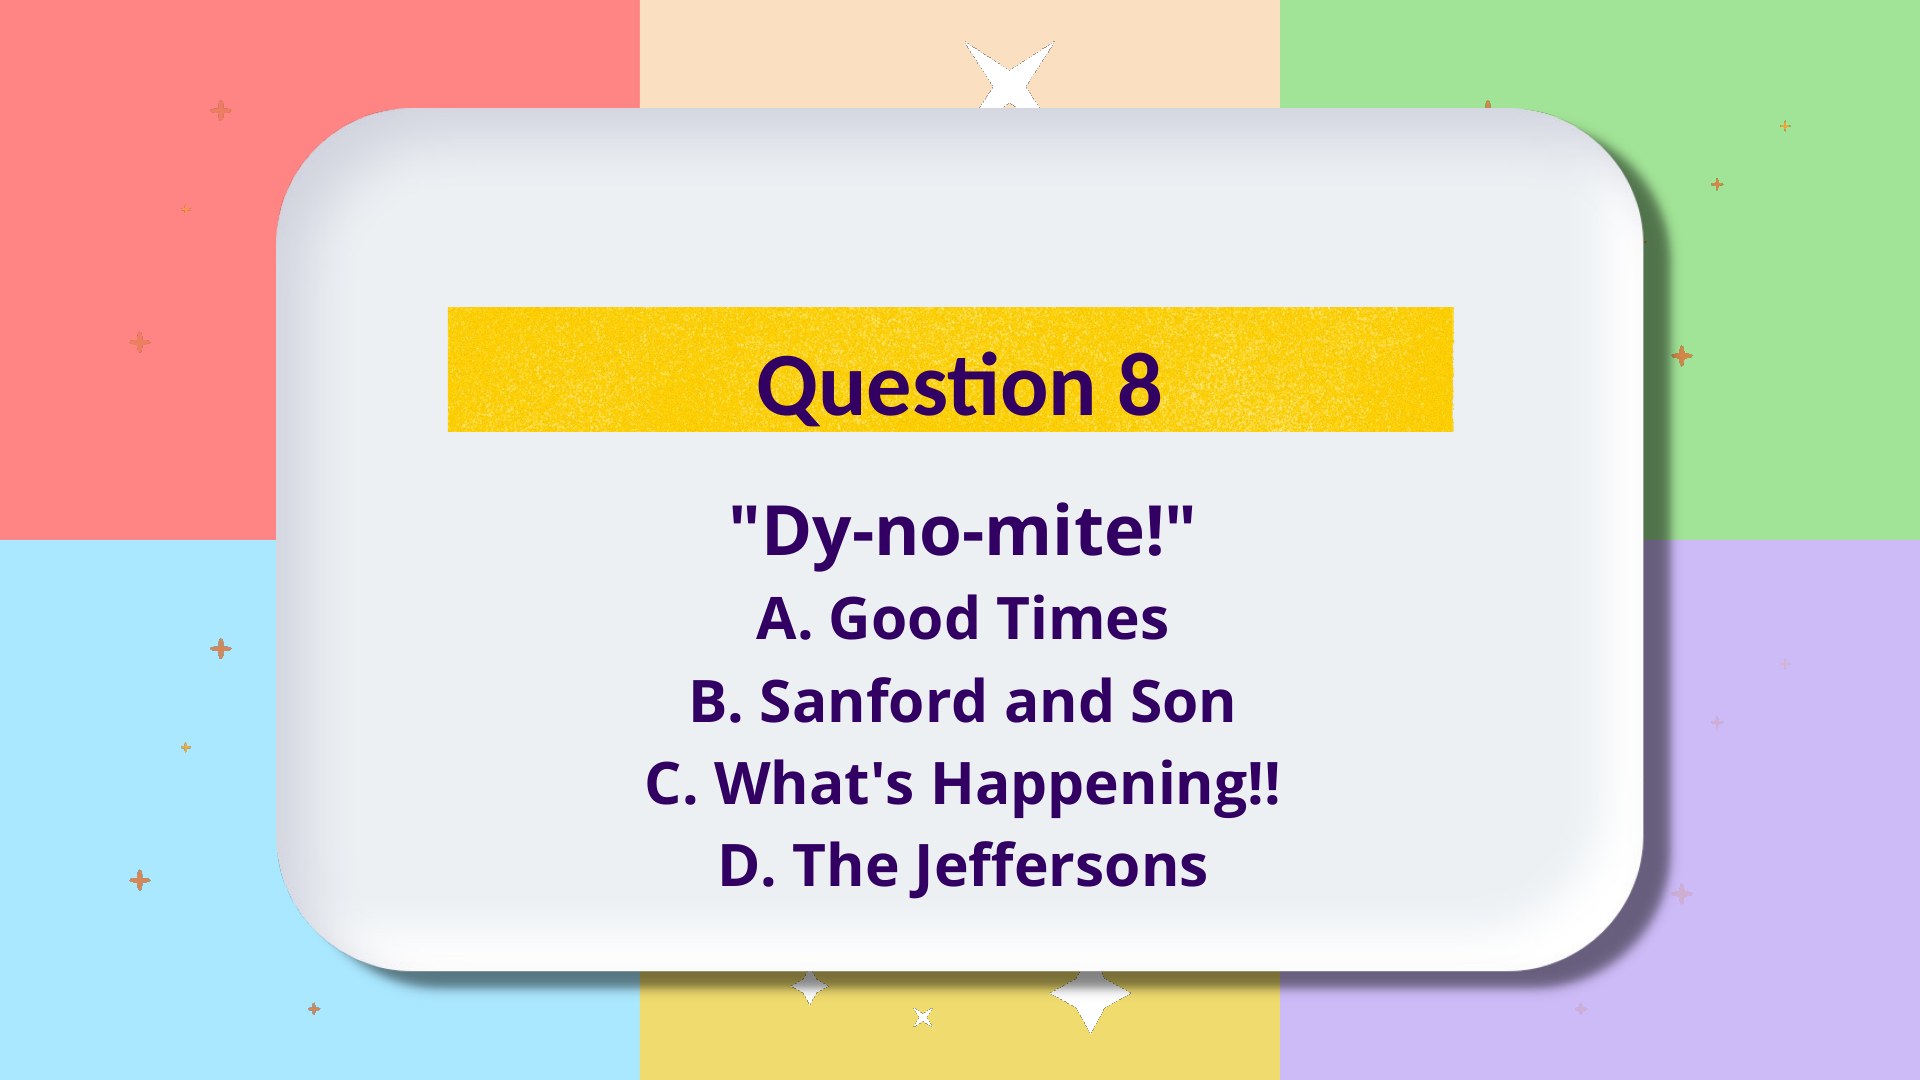 Question 8
"Dy-no-mite!"
A. Good Times
B. Sanford and Son
C. What's Happening!!
D. The Jeffersons